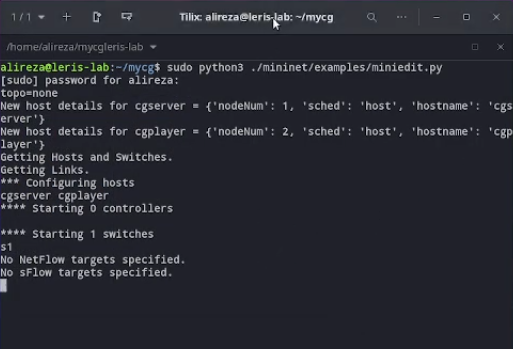 1 / 1
Tilix: alireza@leris-lab: ~/mycg
/home/alireza/mycgleris-lab
alireza@leris-lab:~/mycg$ sudo python3 ./mininet/examples/miniedit.py
[sudo] password for alireza:
topo=none
New host details for cgserver = {'nodeNum': 1, 'sched': 'host', 'hostname': 'cgs
erver'}
New host details for cgplayer = {'nodeNum': 2, 'sched': 'host', 'hostname': 'cgp
layer'}
Getting Hosts and Switches.
Getting Links.
*** Configuring hosts
cgserver cgplayer
**** Starting 0 controllers
**** Starting 1 switches
s1
No NetFlow targets specified.
No sFlow targets specified.